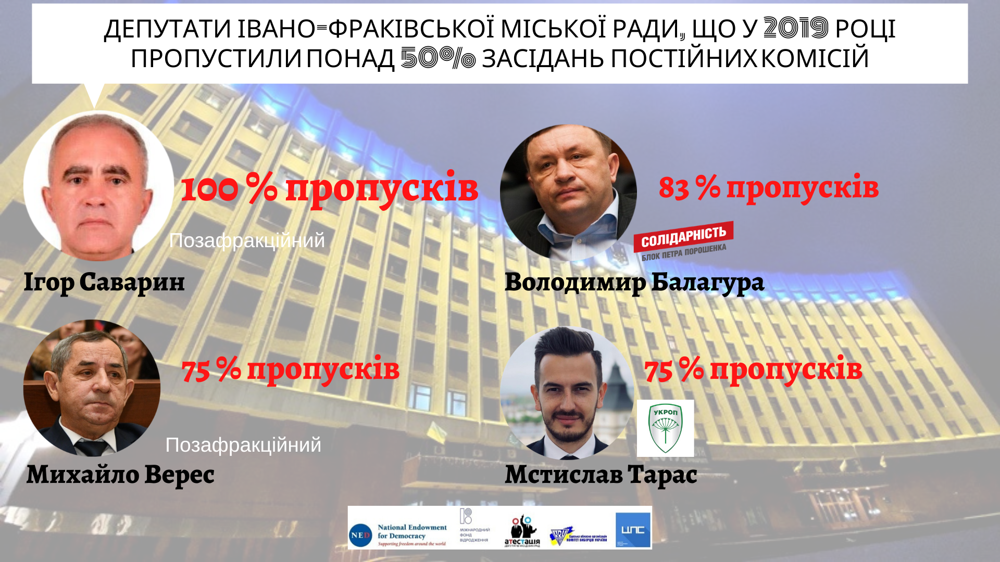 ДЕПУТАТИ ІВАНО-ФРАКІВСЬКОЇ МІСЬКОЇ РАДИ, ЩО У 2019 РОЦІ
ПРОПУСТИЛИ ПОНАД 50% ЗАСІДАНЬ ПОСТІЙНИХ КОМІСІЙ
100 % пропусків
Позафракційний
Ігор Саварин
83 % пропусків
СОЛІДАРНІСТЬ
БЛОК ПЕТРА ПОРОШЕНКА
Володимир Балагура
75 % пропусків
Позафракційний
Михайло Верес
75 % пропусків
УКРОП
Мстислав Тарас
NED
National Endowment
for Democracy
Supporting freedom around the world
МІЖНАРОДНИЙ
ФОНД
ВІДРОДЖЕННЯ
атестація
ДЕПУТАТІВ МІСЦЕВИХ РАД
КВУ
Одеська обласна організація
КОМІТЕТ ВИБОРЦІВ УКРАЇНИ
ЦПС